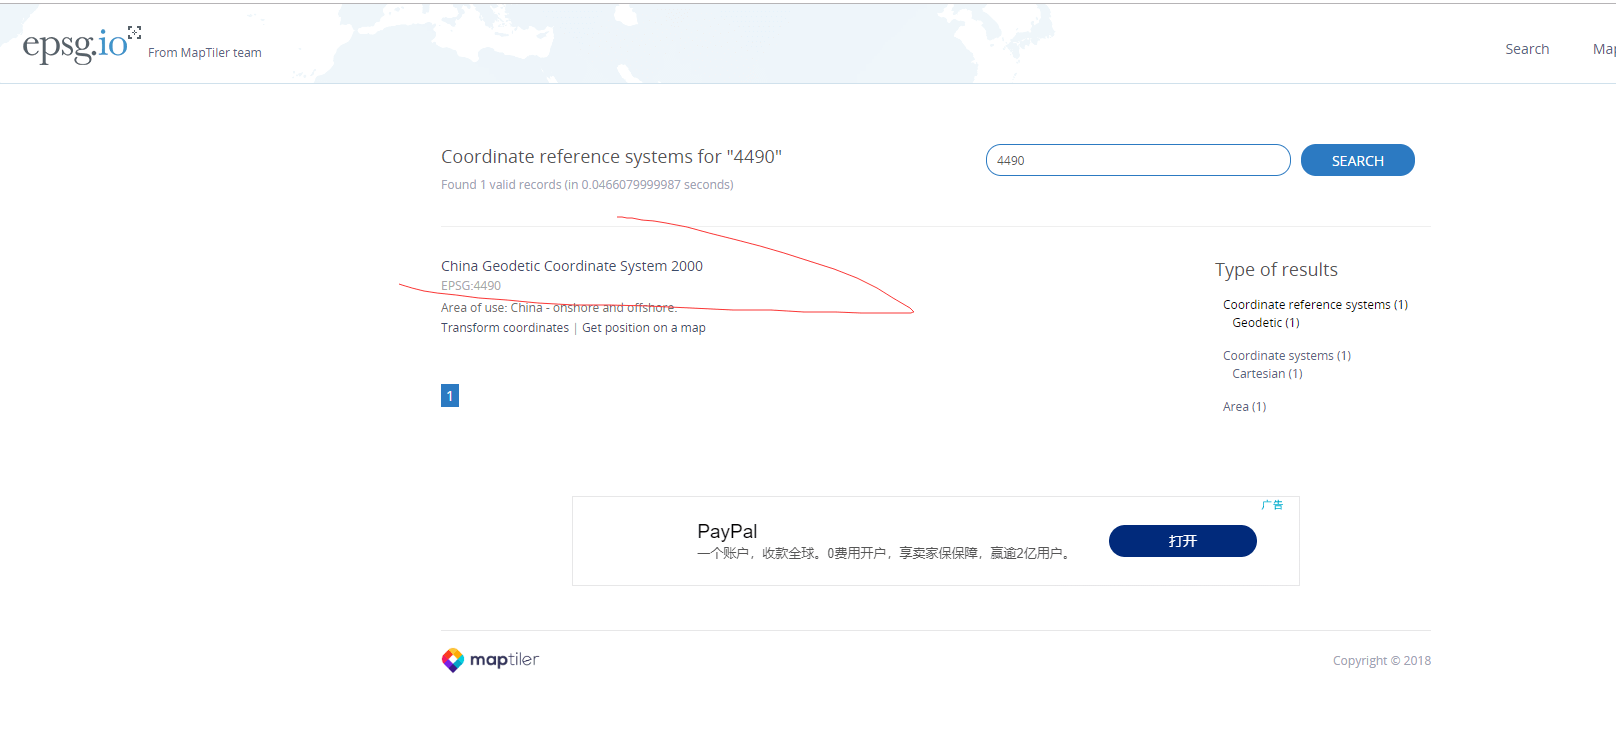 epsg.io From MapTiler team
Search Map
Coordinate reference systems for "4490"
4490 SEARCH
Found 1 valid records (in 0.0466079999987 seconds)
China Geodetic Coordinate System 2000
EPSG:4490
Area of use: China - onshore and offshore.
Transform coordinates | Get position on a map
1
Type of results
Coordinate reference systems (1)
Geodetic (1)
Coordinate systems (1)
Cartesian (1)
Area (1)
广告
PayPal
一个账户，收款全球。0费用开户，享卖家保保障，赢逾2亿用户。
打开
maptiler
Copyright © 2018